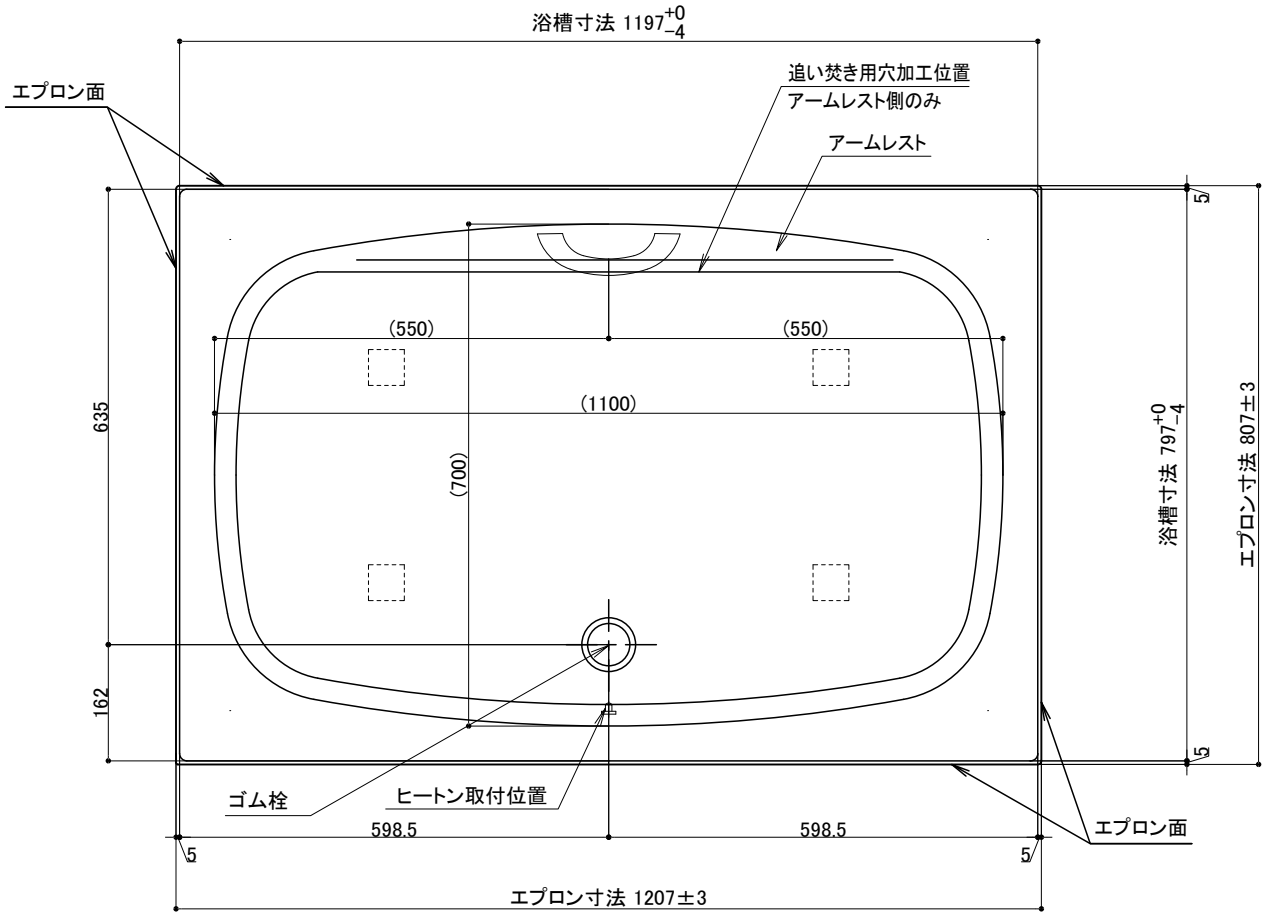 浴槽寸法 1197+0-4
エプロン面
追い焚き用穴加工位置
アームレスト側のみ
アームレスト
5
(550)
(550)
(1100)
635
(700)
浴槽寸法 797+0-4
エプロン寸法 807±3
162
5
ゴム栓
ヒートン取付位置
598.5
598.5
エプロン面
5
5
エプロン寸法 1207±3